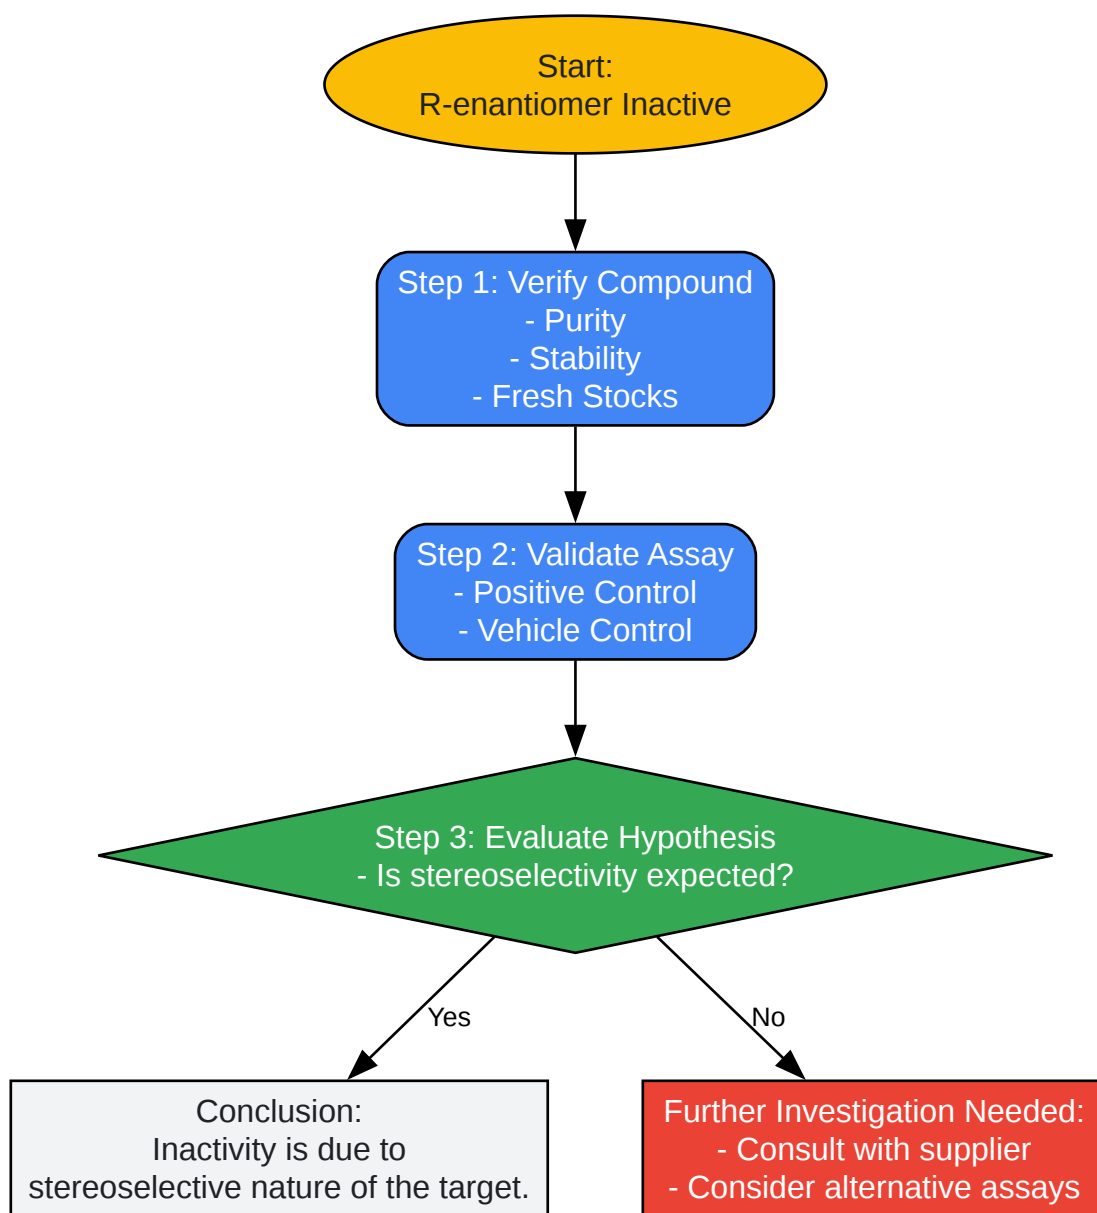 Start:
R-enantiomer Inactive
Step 1: Verify Compound
- Purity
- Stability
- Fresh Stocks
Step 2: Validate Assay
- Positive Control
- Vehicle Control
Step 3: Evaluate Hypothesis
- Is stereoselectivity expected?
Yes
No
Conclusion:
Inactivity is due to
stereoselective nature of the target.
Further Investigation Needed:
- Consult with supplier
- Consider alternative assays